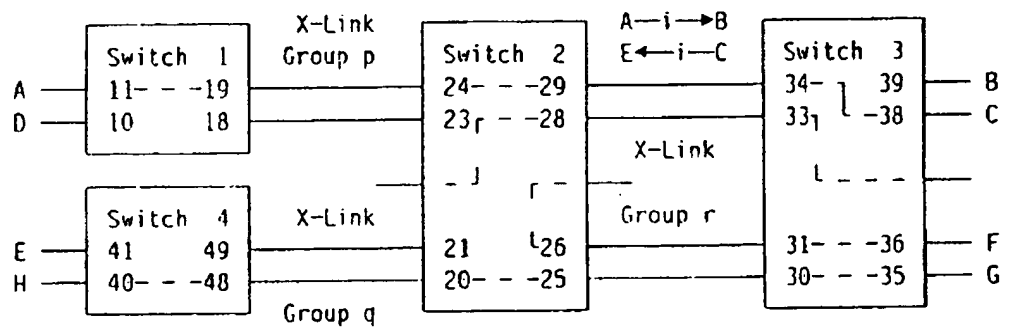 X-Link
A—i→B
Switch 1
Group p
Switch 2
E←i—C
Switch 3
A
11- - -19
24- - -29
34-
39
B
D
10
18
23
- -28
33
-38
C
X-Link
Switch 4
X-Link
Group r
E
41
49
21
26
31- - -36
F
H
40- - -48
20- - -25
30- - -35
G
Group q